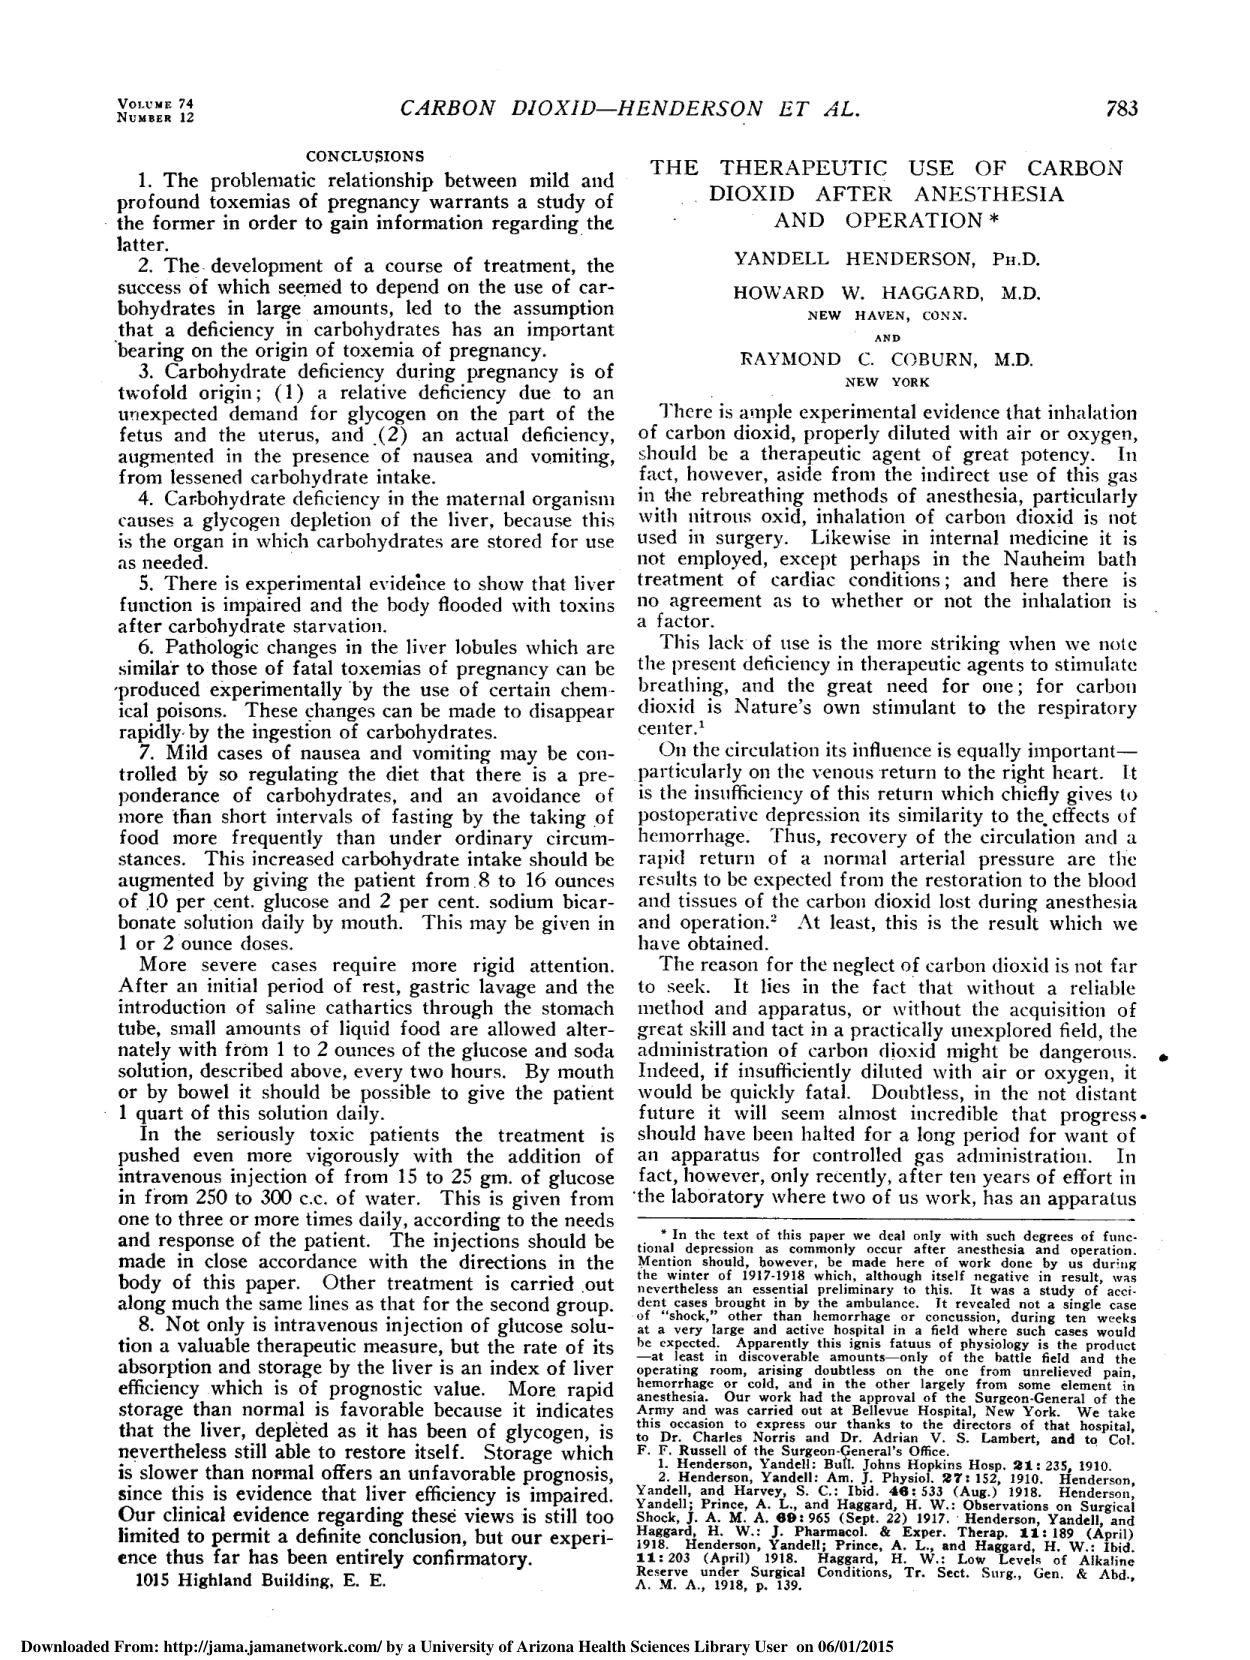 VOLUME 74
NUMBER 12
CARBON DIOXID—HENDERSON ET AL.
783
CONCLUSIONS
1. The problematic relationship between mild and
profound toxemias of pregnancy warrants a study of
the former in order to gain information regarding the
latter.
2. The development of a course of treatment, the
success of which seemed to depend on the use of car-
bohydrates in large amounts, led to the assumption
that a deficiency in carbohydrates has an important
bearing on the origin of toxemia of pregnancy.
3. Carbohydrate deficiency during pregnancy is of
twofold origin; (1) a relative deficiency due to an
unexpected demand for glycogen on the part of the
fetus and the uterus, and (2) an actual deficiency,
augmented in the presence of nausea and vomiting,
from lessened carbohydrate intake.
4. Carbohydrate deficiency in the maternal organism
causes a glycogen depletion of the liver, because this
is the organ in which carbohydrates are stored for use
as needed.
5. There is experimental evidence to show that liver
function is impaired and the body flooded with toxins
after carbohydrate starvation.
6. Pathologic changes in the liver lobules which are
similar to those of fatal toxemias of pregnancy can be
produced experimentally by the use of certain chem-
ical poisons. These changes can be made to disappear
rapidly by the ingestion of carbohydrates.
7. Mild cases of nausea and vomiting may be con-
trolled by so regulating the diet that there is a pre-
ponderance of carbohydrates, and an avoidance of
more than short intervals of fasting by the taking of
food more frequently than under ordinary circum-
stances. This increased carbohydrate intake should be
augmented by giving the patient from 8 to 16 ounces
of 10 per cent. glucose and 2 per cent. sodium bicar-
bonate solution daily by mouth. This may be given in
1 or 2 ounce doses.
More severe cases require more rigid attention.
After an initial period of rest, gastric lavage and the
introduction of saline cathartics through the stomach
tube, small amounts of liquid food are allowed alter-
nately with from 1 to 2 ounces of the glucose and soda
solution, described above, every two hours. By mouth
or by bowel it should be possible to give the patient
1 quart of this solution daily.
In the seriously toxic patients the treatment is
pushed even more vigorously with the addition of
intravenous injection of from 15 to 25 gm. of glucose
in from 250 to 300 c.c. of water. This is given from
one to three or more times daily, according to the needs
and response of the patient. The injections should be
made in close accordance with the directions in the
body of this paper. Other treatment is carried out
along much the same lines as that for the second group.
8. Not only is intravenous injection of glucose solu-
tion a valuable therapeutic measure, but the rate of its
absorption and storage by the liver is an index of liver
efficiency which is of prognostic value. More rapid
storage than normal is favorable because it indicates
that the liver, depleted as it has been of glycogen, is
nevertheless still able to restore itself. Storage which
is slower than normal offers an unfavorable prognosis,
since this is evidence that liver efficiency is impaired.
Our clinical evidence regarding these views is still too
limited to permit a definite conclusion, but our experi-
ence thus far has been entirely confirmatory.
1015 Highland Building, E. E.
THE THERAPEUTIC USE OF CARBON
DIOXID AFTER ANESTHESIA
AND OPERATION *
YANDELL HENDERSON, PH.D.
HOWARD W. HAGGARD, M.D.
NEW HAVEN, CONN.
AND
RAYMOND C. COBURN, M.D.
NEW YORK
There is ample experimental evidence that inhalation
of carbon dioxid, properly diluted with air or oxygen,
should be a therapeutic agent of great potency. In
fact, however, aside from the indirect use of this gas
in the rebreathing methods of anesthesia, particularly
with nitrous oxid, inhalation of carbon dioxid is not
used in surgery. Likewise in internal medicine it is
not employed, except perhaps in the Nauheim bath
treatment of cardiac conditions; and here there is
no agreement as to whether or not the inhalation is
a factor.
This lack of use is the more striking when we note
the present deficiency in therapeutic agents to stimulate
breathing, and the great need for one; for carbon
dioxid is Nature's own stimulant to the respiratory
center.¹
On the circulation its influence is equally important—
particularly on the venous return to the right heart. It
is the insufficiency of this return which chiefly gives to
postoperative depression its similarity to the effects of
hemorrhage. Thus, recovery of the circulation and a
rapid return of a normal arterial pressure are the
results to be expected from the restoration to the blood
and tissues of the carbon dioxid lost during anesthesia
and operation.² At least, this is the result which we
have obtained.
The reason for the neglect of carbon dioxid is not far
to seek. It lies in the fact that without a reliable
method and apparatus, or without the acquisition of
great skill and tact in a practically unexplored field, the
administration of carbon dioxid might be dangerous.
Indeed, if insufficiently diluted with air or oxygen, it
would be quickly fatal. Doubtless, in the not distant
future it will seem almost incredible that progress
should have been halted for a long period for want of
an apparatus for controlled gas administration. In
fact, however, only recently, after ten years of effort in
the laboratory where two of us work, has an apparatus
* In the text of this paper we deal only with such degrees of func-
tional depression as commonly occur after anesthesia and operation.
Mention should, however, be made here of work done by us during
the winter of 1917-1918 which, although itself negative in result, was
nevertheless an essential preliminary to this. It was a study of acci-
dent cases brought in by the ambulance. It revealed not a single case
of "shock," other than hemorrhage or concussion, during ten weeks
at a very large and active hospital in a field where such cases would
be expected. Apparently this ignis fatuus of physiology is the product
—at least in discoverable amounts—only of the battle field and the
operating room, arising doubtless on the one from unrelieved pain,
hemorrhage or cold, and in the other largely from some element in
anesthesia. Our work had the approval of the Surgeon-General of the
Army and was carried out at Bellevue Hospital, New York. We take
this occasion to express our thanks to the directors of that hospital,
to Dr. Charles Norris and Dr. Adrian V. S. Lambert, and to Col.
F. F. Russell of the Surgeon-General's Office.
1. Henderson, Yandell: Bull. Johns Hopkins Hosp. 21: 235, 1910.
2. Henderson, Yandell: Am. J. Physiol. 27: 152, 1910. Henderson,
Yandell, and Harvey, S. C.: Ibid. 46: 533 (Aug.) 1918. Henderson,
Yandell; Prince, A. L., and Haggard, H. W.: Observations on Surgical
Shock, J. A. M. A. 69: 965 (Sept. 22) 1917. Henderson, Yandell, and
Haggard, H. W.: J. Pharmacol. & Exper. Therap. 11: 189 (April)
1918. Henderson, Yandell; Prince, A. L., and Haggard, H. W.: Ibid.
11: 203 (April) 1918. Haggard, H. W.: Low Levels of Alkaline
Reserve under Surgical Conditions, Tr. Sect. Surg., Gen. & Abd.,
A. M. A., 1918, p. 139.
Downloaded From: http://jama.jamanetwork.com/ by a University of Arizona Health Sciences Library User on 06/01/2015